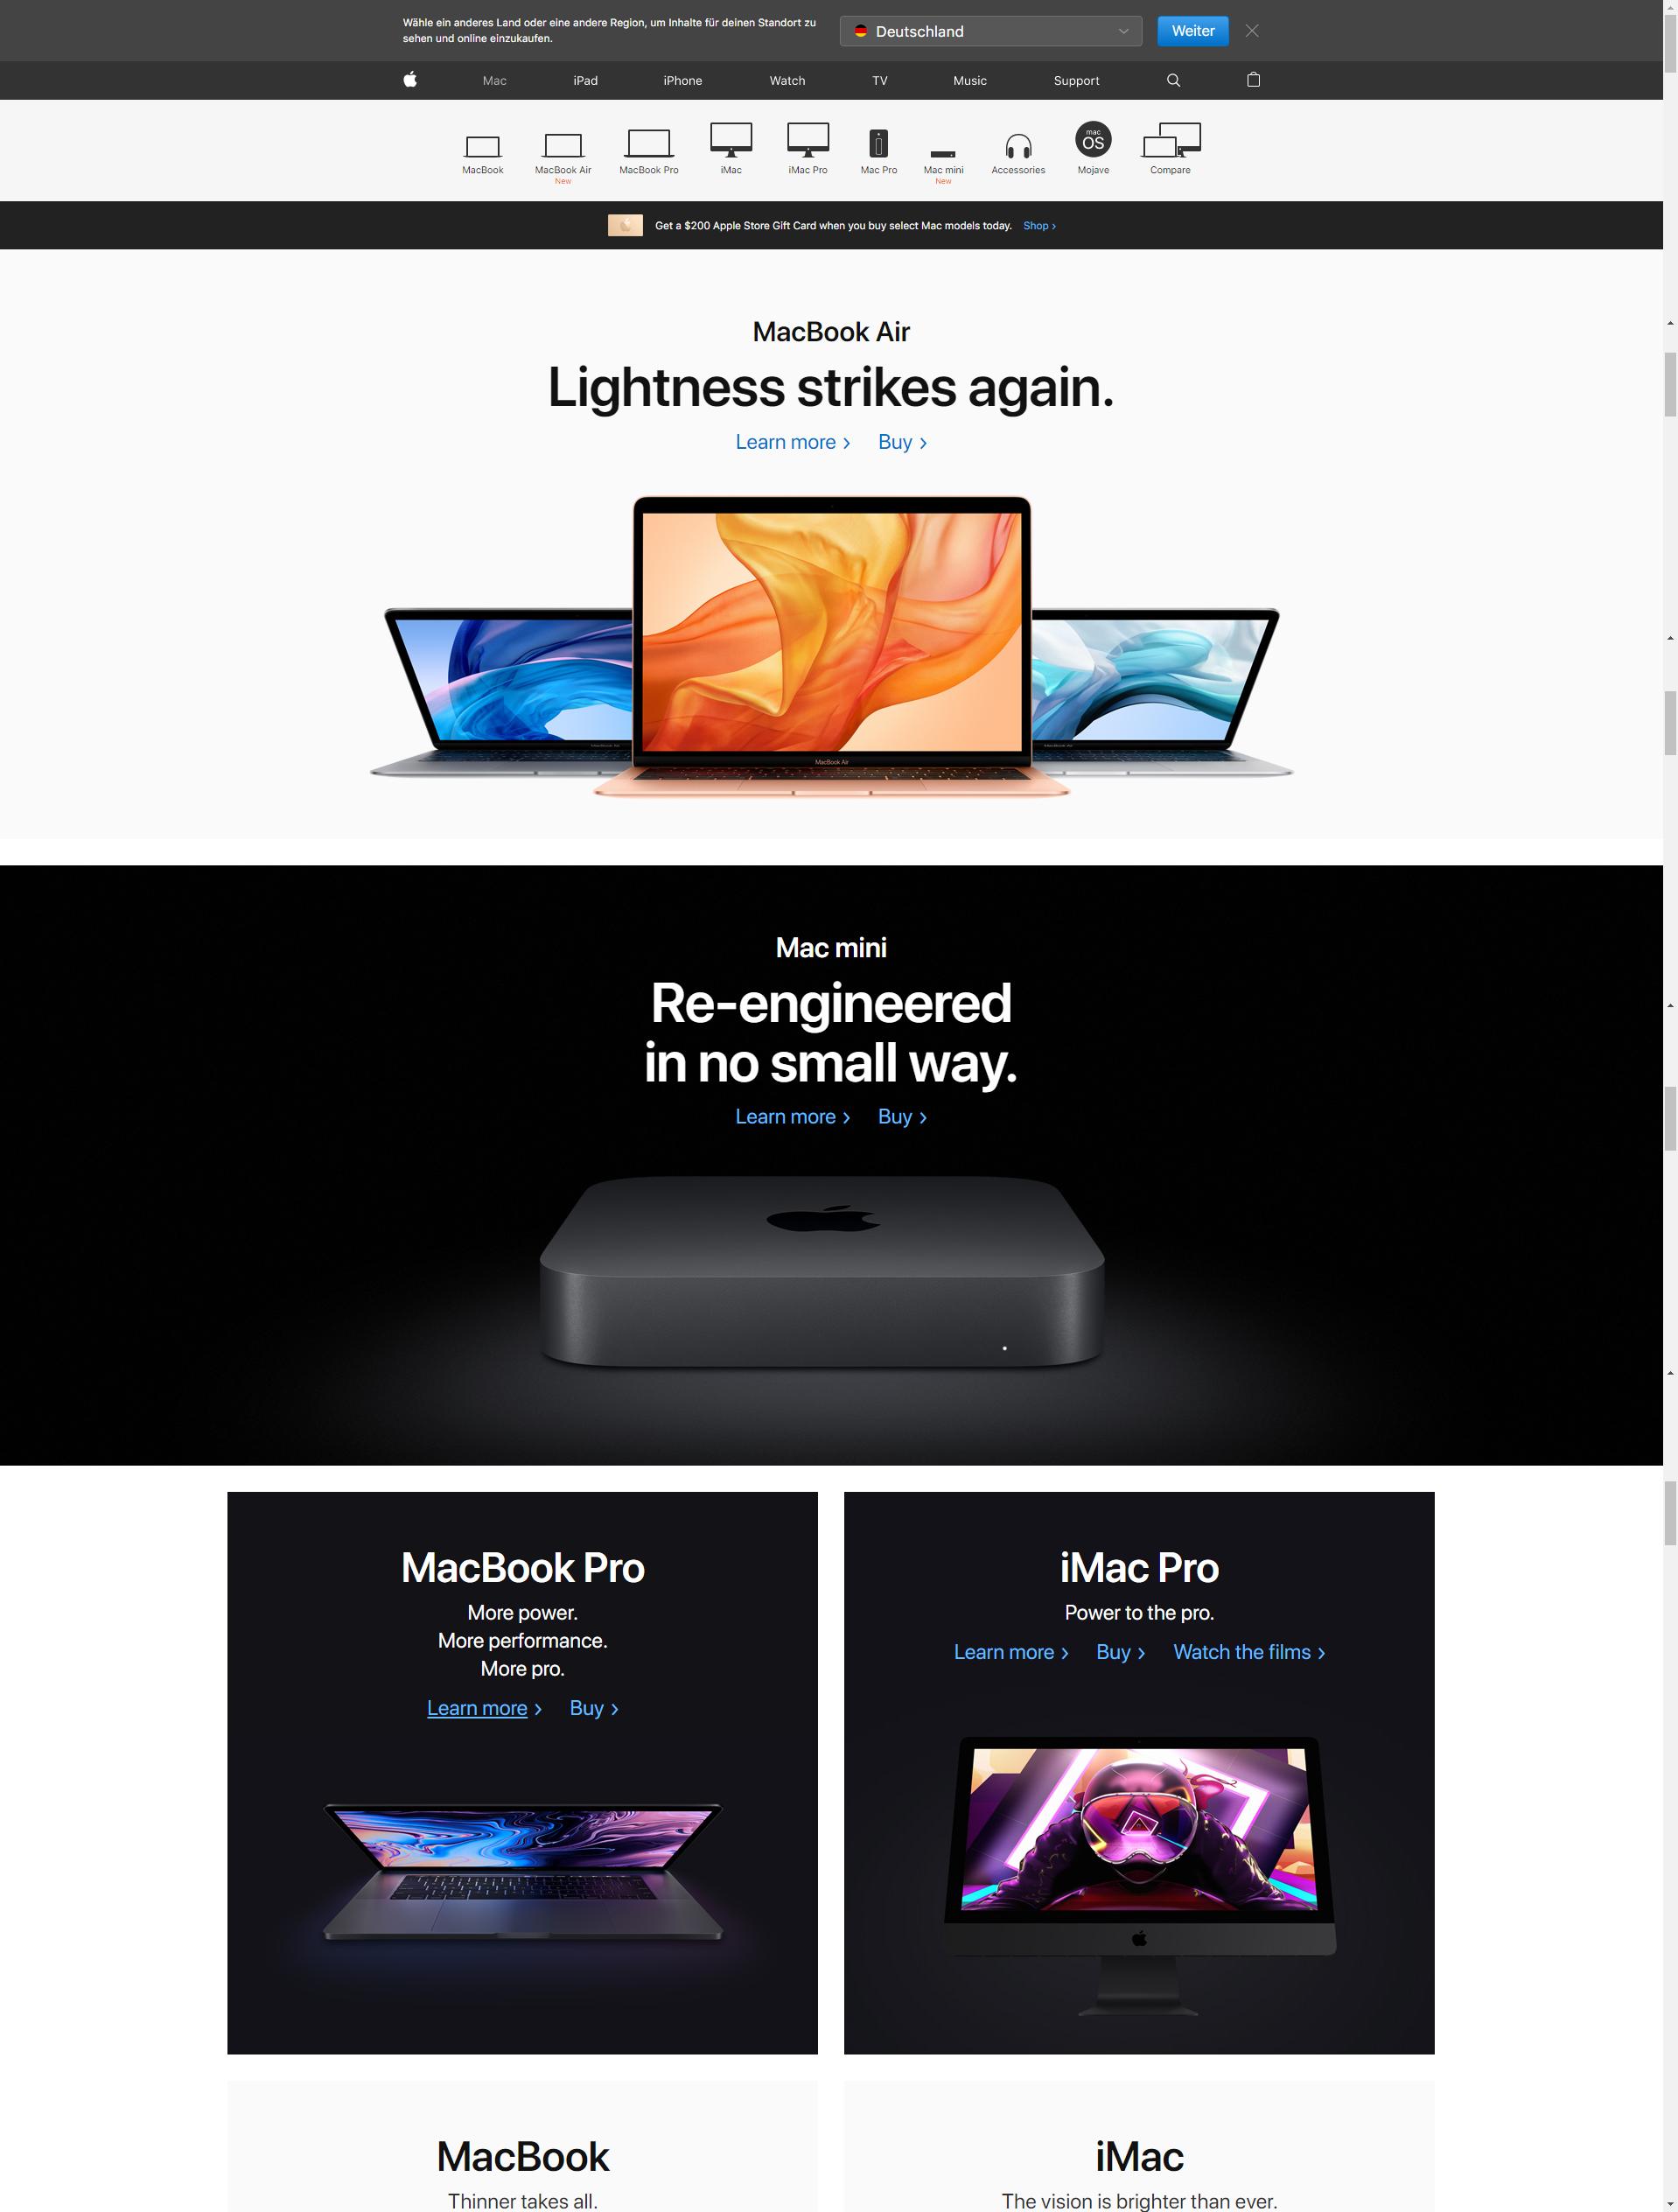 Wähle ein anderes Land oder eine andere Region, um Inhalte für deinen Standort zu
sehen und online einzukaufen.
Deutschland
Weiter
Mac
iPad
iPhone
Watch
TV
Music
Support
mac
OS
MacBook
MacBook Air
New
MacBook Pro
iMac
iMac Pro
Mac Pro
Mac mini
New
Accessories
Mojave
Compare
Get a $200 Apple Store Gift Card when you buy select Mac models today. Shop ›
MacBook Air
Lightness strikes again.
Learn more › Buy ›
MacBook Air
MacBook Air
MacBook Air
Mac mini
Re-engineered
in no small way.
Learn more › Buy ›
MacBook Pro
More power.
More performance.
More pro.
Learn more › Buy ›
iMac Pro
Power to the pro.
Learn more › Buy › Watch the films ›
MacBook
Thinner takes all.
iMac
The vision is brighter than ever.